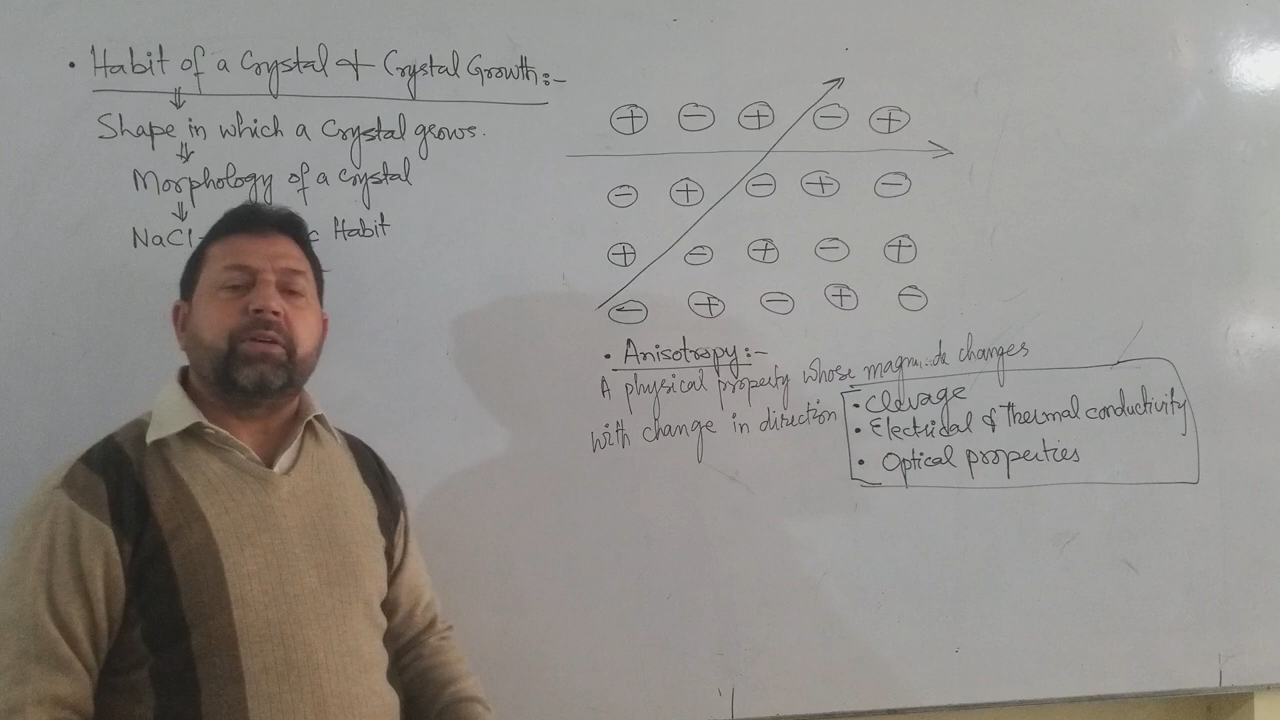 • Habit of a Crystal & Crystal Growth:-
Shape in which a Crystal grows.
Morphology of a Crystal
NaCl- c Habit
+ - + - +
- + - + -
+ - + - +
- + - + -
• Anisotropy:-
A physical property whose changes
with change in direction
• Clevage
• Electrical & Thermal conductivity
• Optical properties